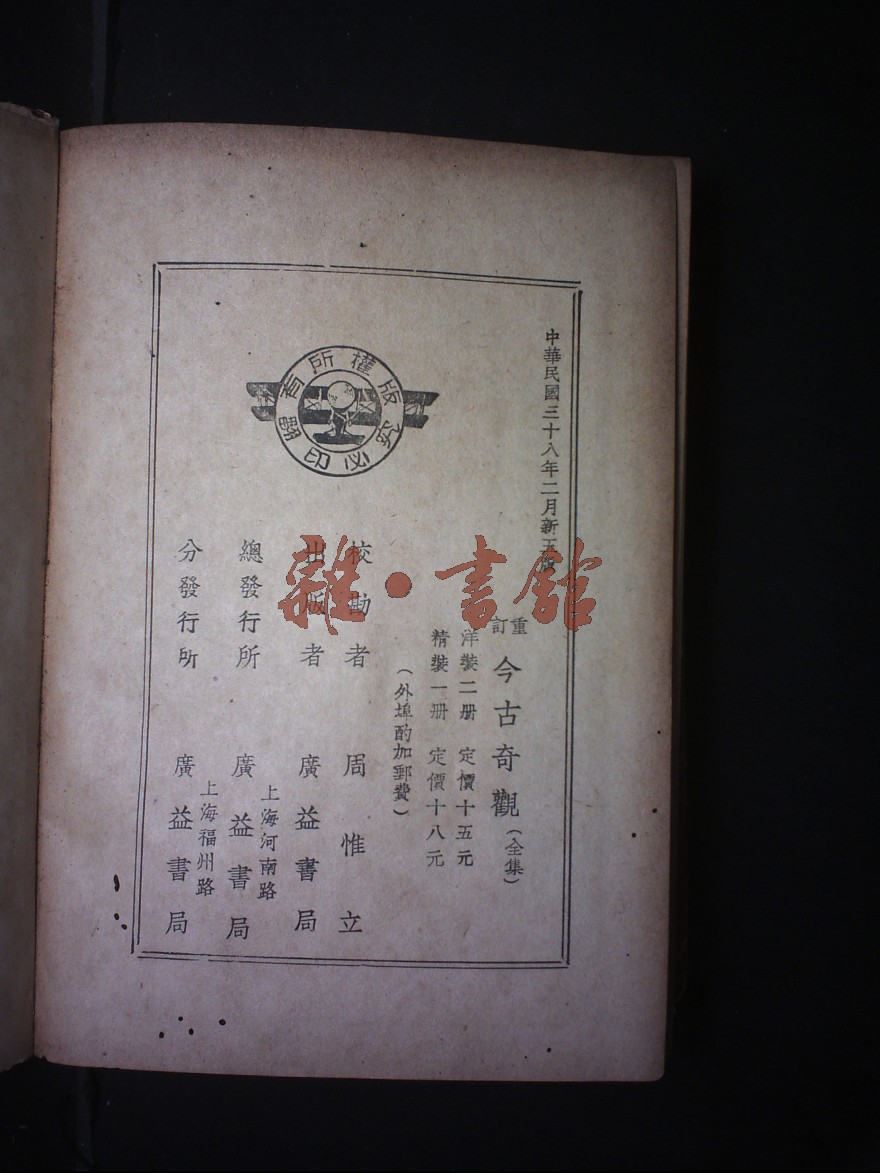 中華民國三十八年二月新五版
重訂 今古奇觀(全集)
洋裝二册 定價十五元
精裝一册 定價十八元
(外埠酌加郵費)
版權所有
翻印必究
校勘者 周惟立
出版者 廣益書局
上海河南路
總發行所 廣益書局
上海福州路
分發行所 廣益書局
雜·書館